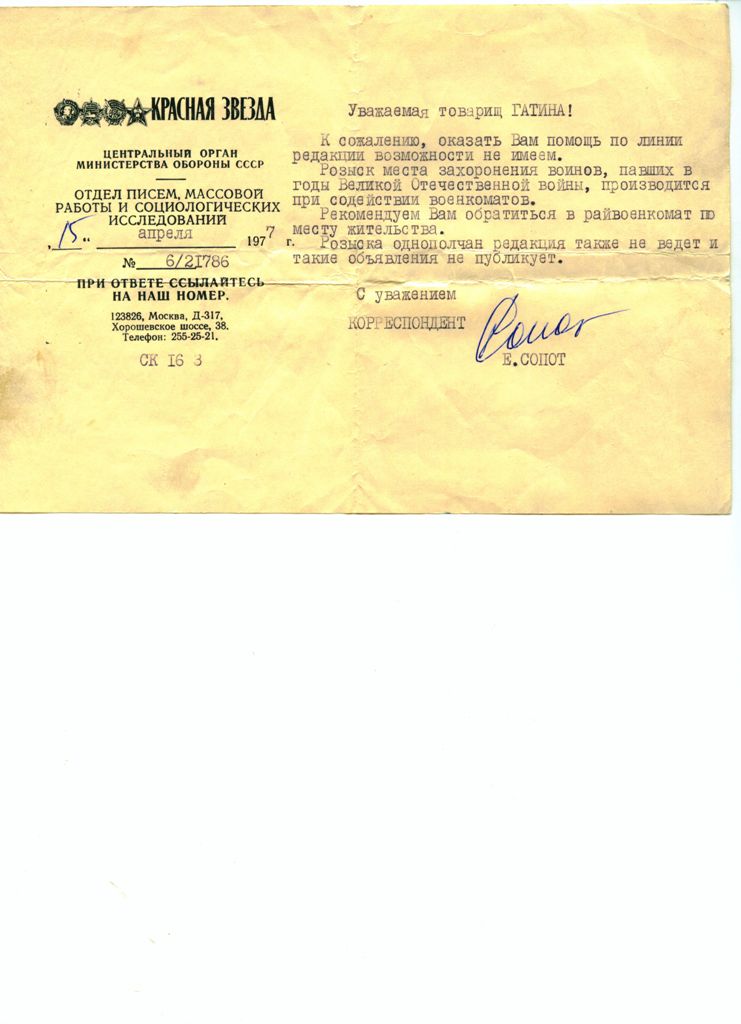 КРАСНАЯ ЗВЕЗДА
ЦЕНТРАЛЬНЫЙ ОРГАН
МИНИСТЕРСТВА ОБОРОНЫ СССР
ОТДЕЛ ПИСЕМ, МАССОВОЙ
РАБОТЫ И СОЦИОЛОГИЧЕСКИХ
ИССЛЕДОВАНИЙ
„15“ апреля 1977 г.
№ 6/21786
ПРИ ОТВЕТЕ ССЫЛАЙТЕСЬ
НА НАШ НОМЕР.
123826, Москва, Д-317,
Хорошевское шоссе, 38.
Телефон: 255-25-21.
СК 16 3
Уважаемая товарищ ГАТИНА!
К сожалению, оказать Вам помощь по линии
редакции возможности не имеем.
Розыск места захоронения воинов, павших в
годы Великой Отечественной войны, производится
при содействии военкоматов.
Рекомендуем Вам обратиться в райвоенкомат по
месту жительства.
Розыска однополчан редакция также не ведет и
такие объявления не публикует.
С уважением
КОРРЕСПОНДЕНТ
Сопот
Е.СОПОТ